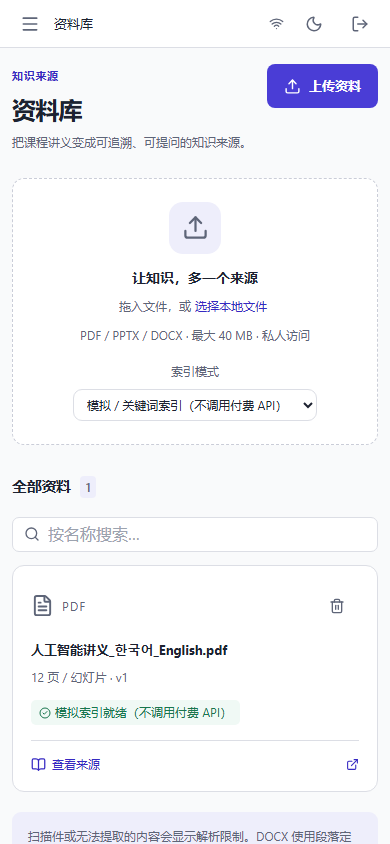 资料库
知识来源
资料库
上传资料
把课程讲义变成可追溯、可提问的知识来源。
让知识，多一个来源
拖入文件，或 选择本地文件
PDF / PPTX / DOCX · 最大 40 MB · 私人访问
索引模式
模拟 / 关键词索引（不调用付费 API）
全部资料 1
按名称搜索...
PDF
人工智能讲义_한국어_English.pdf
12 页 / 幻灯片 · v1
模拟索引就绪（不调用付费 API）
查看来源
扫描件或无法提取的内容会显示解析限制。DOCX 使用段落定